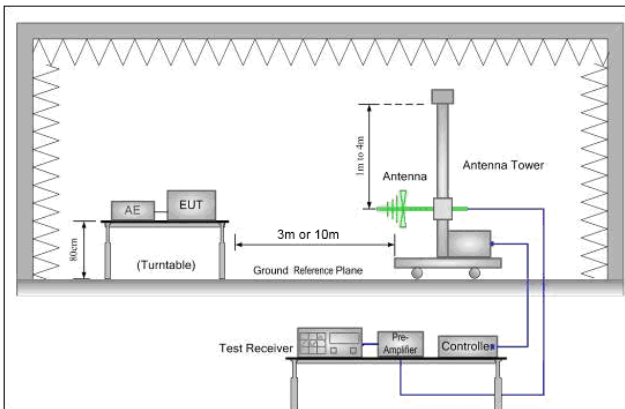 1m to 4m
Antenna
Antenna Tower
AE
EUT
3m or 10m
80cm
(Turntable)
Ground Reference Plane
Test Receiver
Pre-
Amplifier
Controller